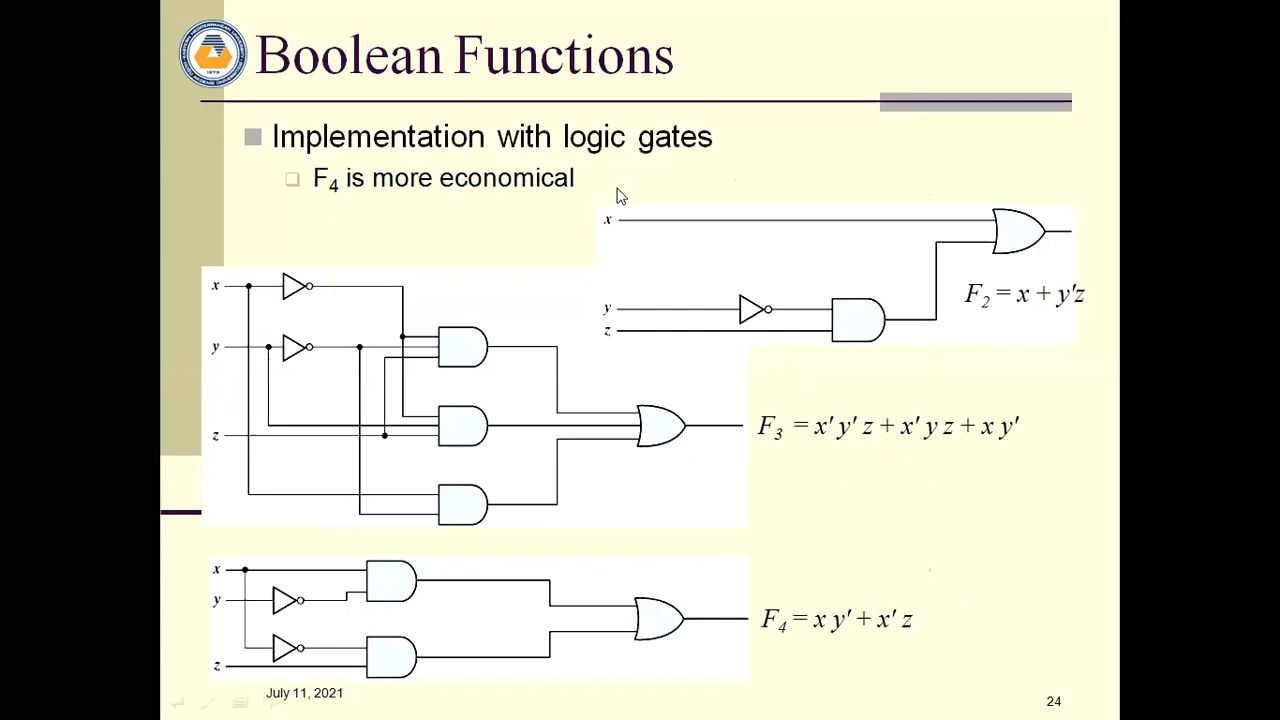 Boolean Functions
Implementation with logic gates
F4 is more economical
x
y
z
F2 = x + y'z
x
y
z
F3 = x' y' z + x' y z + x y'
x
y
z
F4 = x y' + x' z
July 11, 2021
24